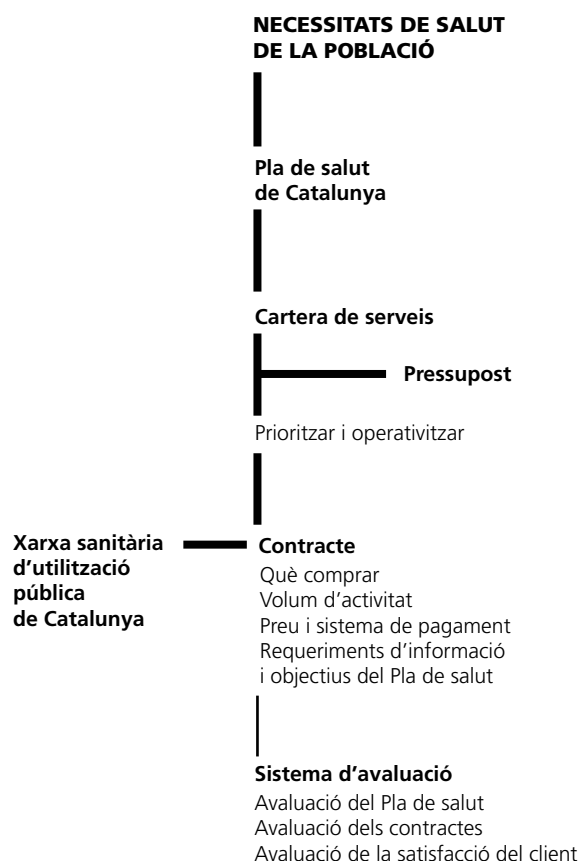 NECESSITATS DE SALUT
DE LA POBLACIÓ
Pla de salut
de Catalunya
Cartera de serveis
Pressupost
Prioritzar i operativitzar
Xarxa sanitària
d’utilització
pública
de Catalunya
Contracte
Què comprar
Volum d’activitat
Preu i sistema de pagament
Requeriments d’informació
i objectius del Pla de salut
Sistema d’avaluació
Avaluació del Pla de salut
Avaluació dels contractes
Avaluació de la satisfacció del client